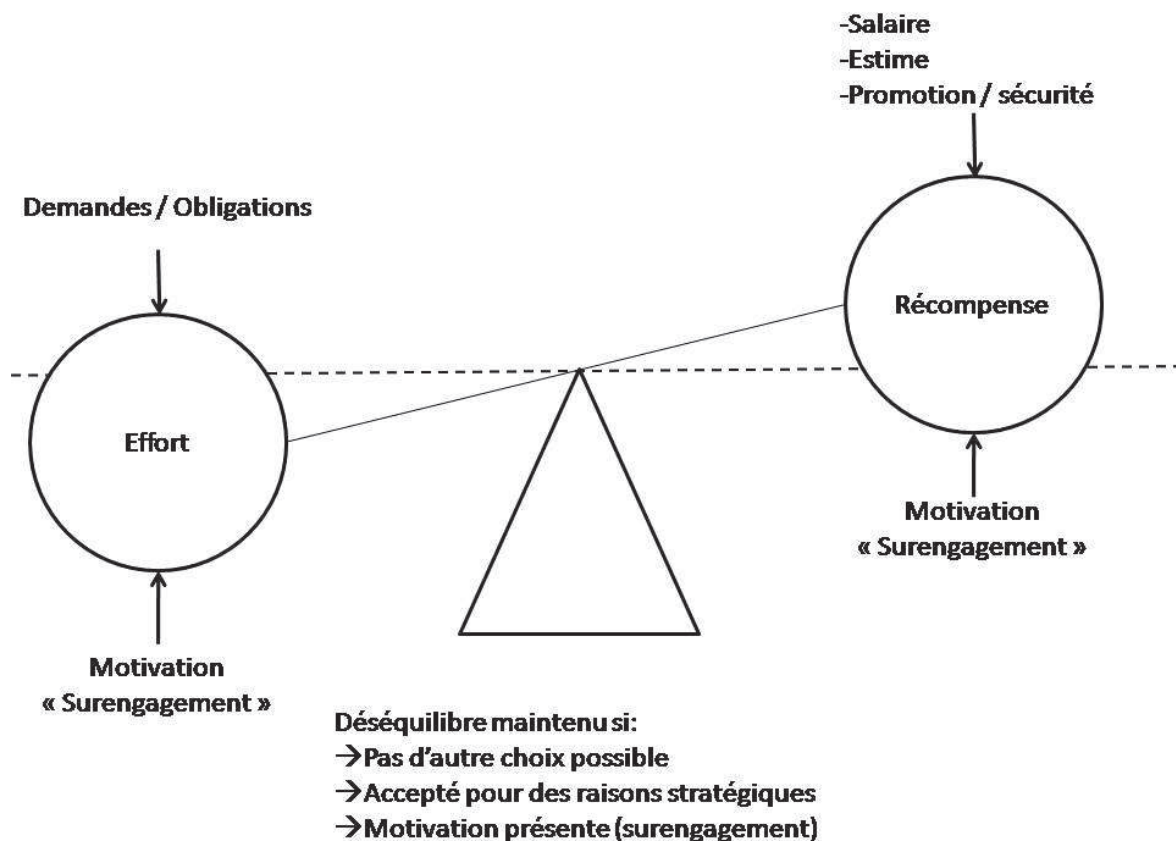 -Salaire
-Estime
-Promotion / sécurité
Demandes / Obligations
Récompense
Effort
Motivation
« Surengagement »
Motivation
« Surengagement »
Déséquilibre maintenu si:
→Pas d'autre choix possible
→Accepté pour des raisons stratégiques
→Motivation présente (surengagement)